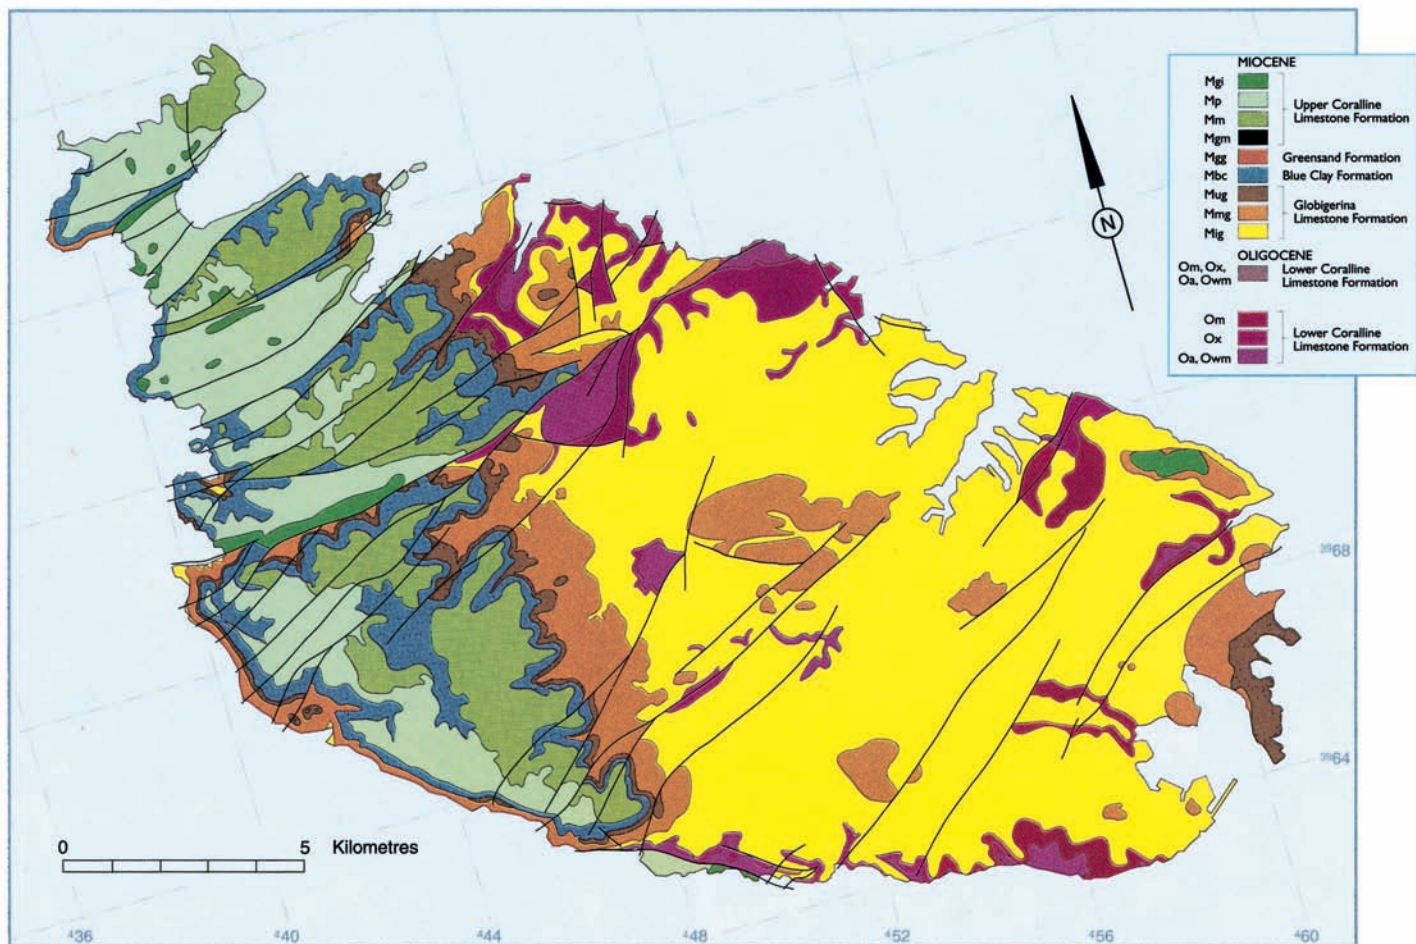 MIOCENE
Mgi
Mp
Mm
Mgm
Upper Coralline
Limestone Formation
Mgg Greensand Formation
Mbc Blue Clay Formation
Mug
Mmg
Mig
Globigerina
Limestone Formation
OLIGOCENE
Om, Ox,
Oa, Owm
Lower Coralline
Limestone Formation
Om
Ox
Oa, Owm
Lower Coralline
Limestone Formation
N
³⁹68
³⁹64
0 5 Kilometres
⁴36 ⁴40 ⁴44 ⁴48 ⁴52 ⁴56 ⁴60